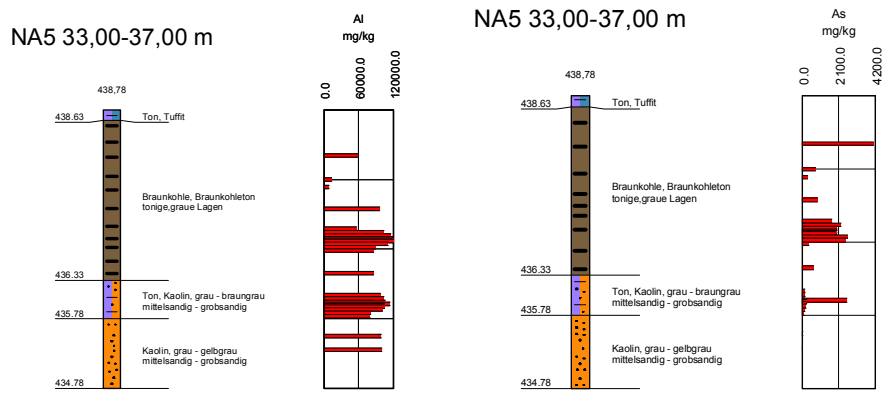 NA5 33,00-37,00 m
Al
mg/kg
0.0
60000.0
120000.0
438,78
438.63
Ton, Tuffit
Braunkohle, Braunkohleton
tonige,graue Lagen
436.33
Ton, Kaolin, grau - braungrau
mittelsandig - grobsandig
435.78
Kaolin, grau - gelbgrau
mittelsandig - grobsandig
434.78
NA5 33,00-37,00 m
As
mg/kg
0.0
2100.0
4200.0
438,78
438.63
Ton, Tuffit
Braunkohle, Braunkohleton
tonige,graue Lagen
436.33
Ton, Kaolin, grau - braungrau
mittelsandig - grobsandig
435.78
Kaolin, grau - gelbgrau
mittelsandig - grobsandig
434.78